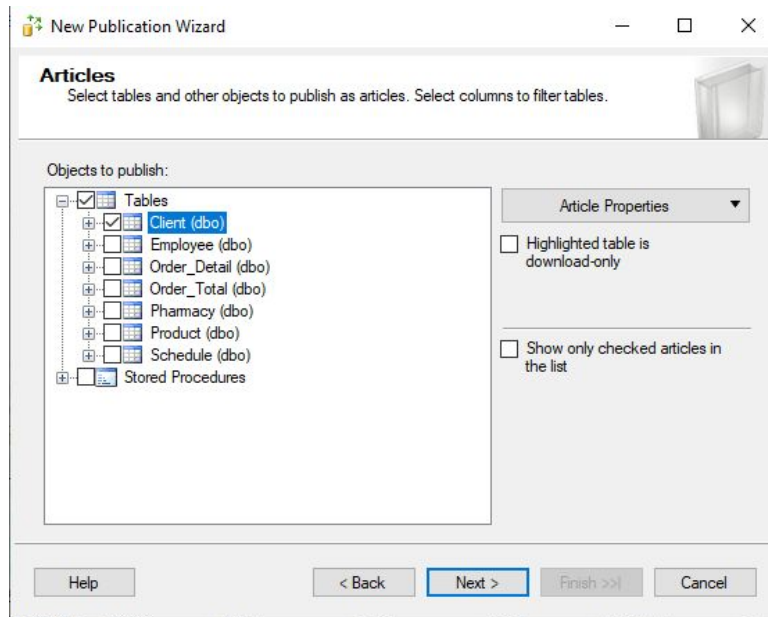 New Publication Wizard
Articles
Select tables and other objects to publish as articles. Select columns to filter tables.
Objects to publish:
Tables
Client (dbo)
Employee (dbo)
Order_Detail (dbo)
Order_Total (dbo)
Pharmacy (dbo)
Product (dbo)
Schedule (dbo)
Stored Procedures
Article Properties
Highlighted table is
download-only
Show only checked articles in
the list
Help
< Back
Next >
Finish >>|
Cancel